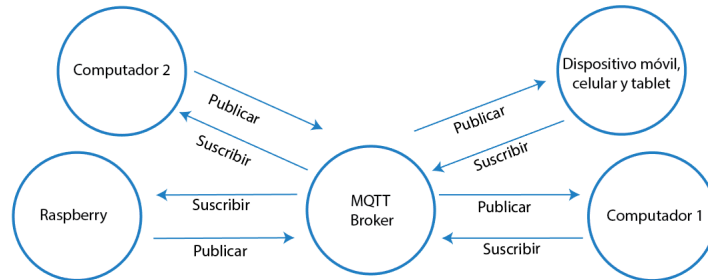 Computador 2
Publicar
Suscribir
Dispositivo móvil,
celular y tablet
Publicar
Suscribir
Raspberry
Suscribir
Publicar
MQTT
Broker
Publicar
Suscribir
Computador 1